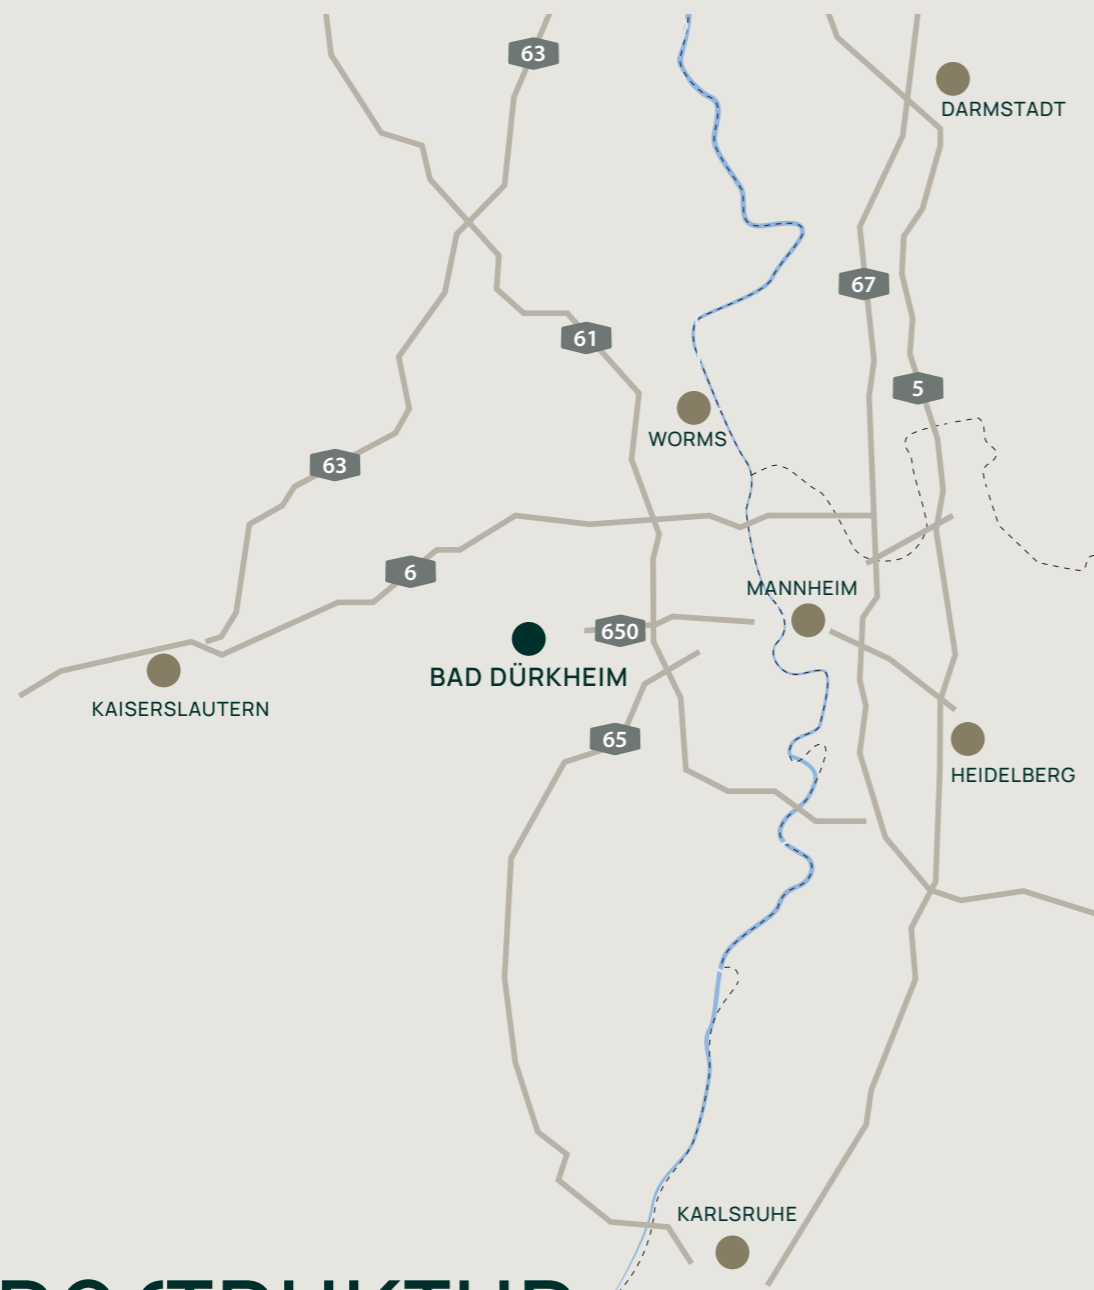 63
DARMSTADT
67
61
5
WORMS
63
6
MANNHEIM
650
BAD DÜRKHEIM
KAISERSLAUTERN
65
HEIDELBERG
KARLSRUHE